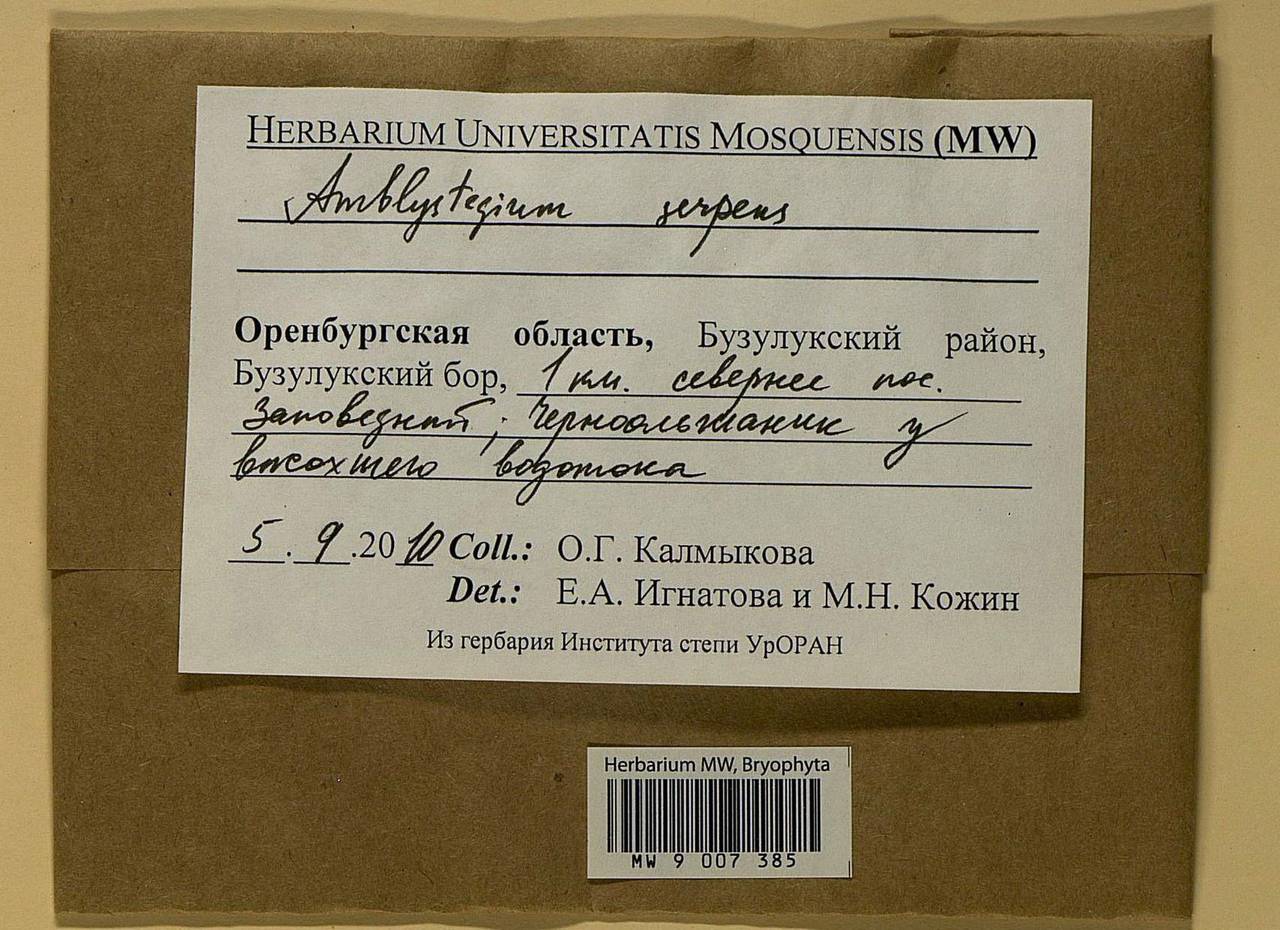 HERBARIUM UNIVERSITATIS MOSQUENSIS (MW)
Amblystegium serpens
Оренбургская область, Бузулукский район,
Бузулукский бор, 1 км. севернее пос.
Заповедный; Черноольшаник у
высохшего водотока
5.9.2010 Coll.: О.Г. Калмыкова
Det.: Е.А. Игнатова и М.Н. Кожин
Из гербария Института степи УрОРАН
Herbarium MW, Bryophyta
MW 9 007 385